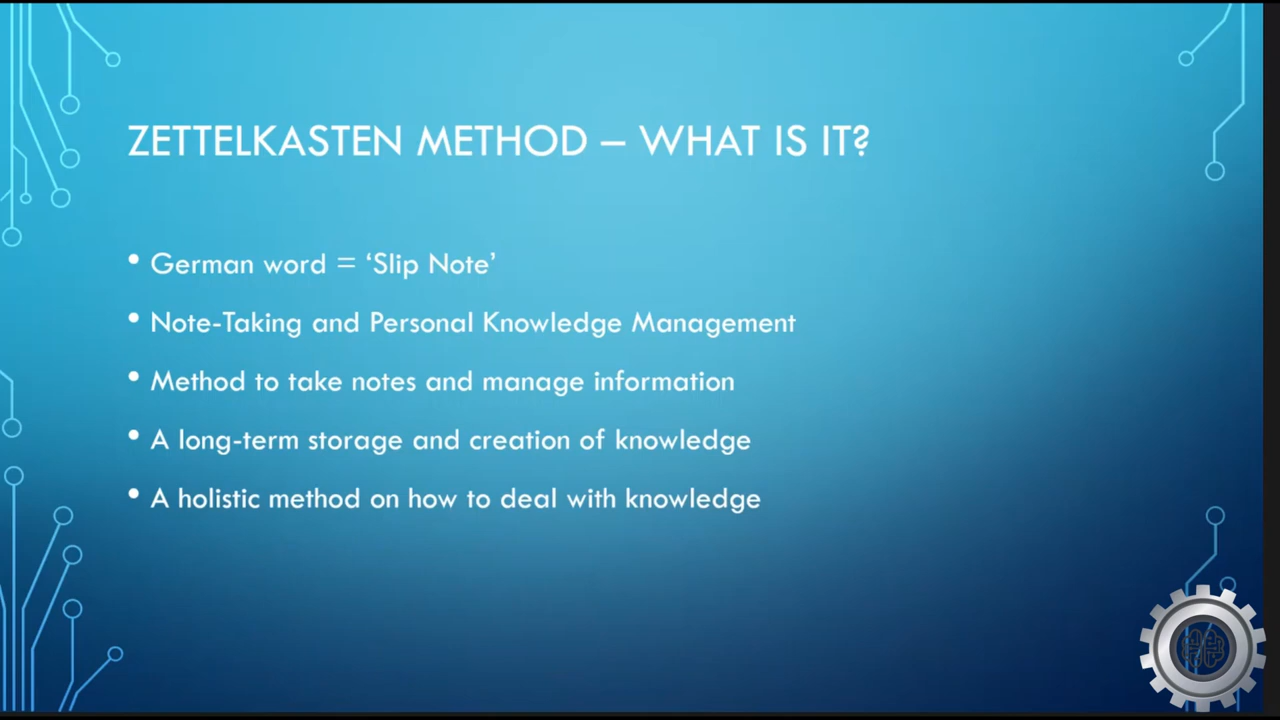 ZETTELKASTEN METHOD – WHAT IS IT?
• German word = ‘Slip Note’
• Note-Taking and Personal Knowledge Management
• Method to take notes and manage information
• A long-term storage and creation of knowledge
• A holistic method on how to deal with knowledge